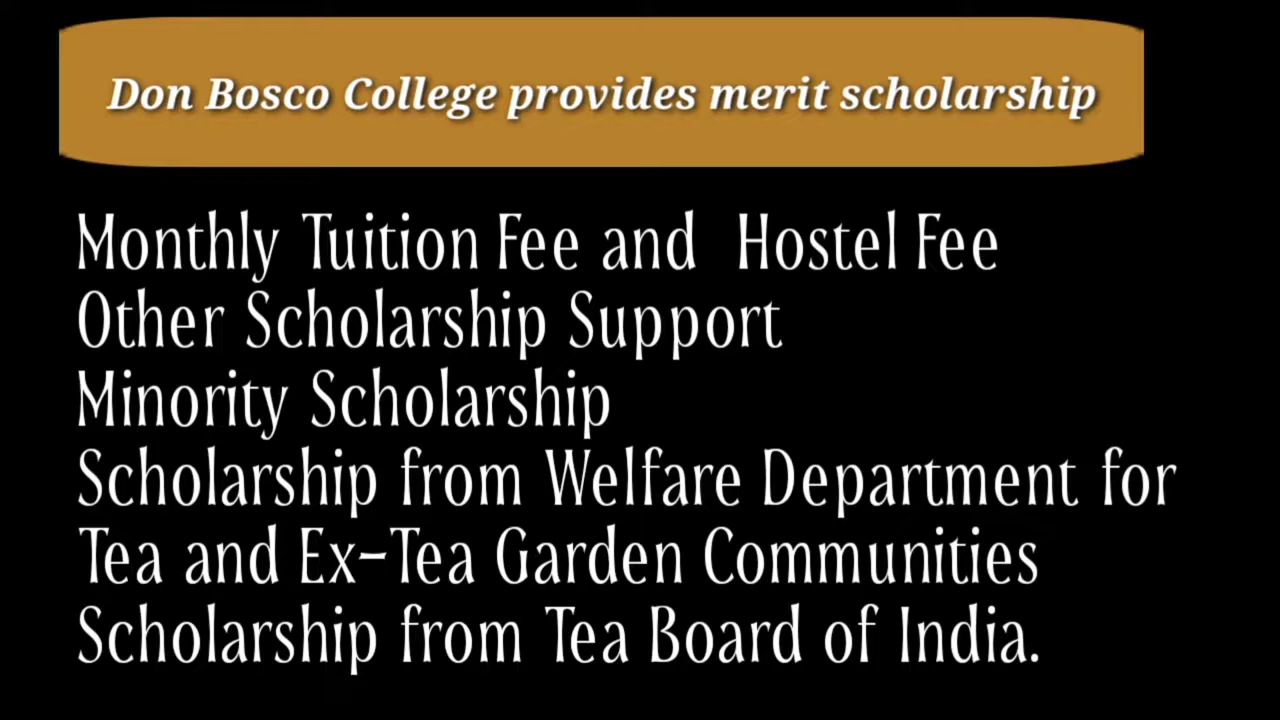 Don Bosco College provides merit scholarship
Monthly Tuition Fee and Hostel Fee
Other Scholarship Support
Minority Scholarship
Scholarship from Welfare Department for
Tea and Ex-Tea Garden Communities
Scholarship from Tea Board of India.